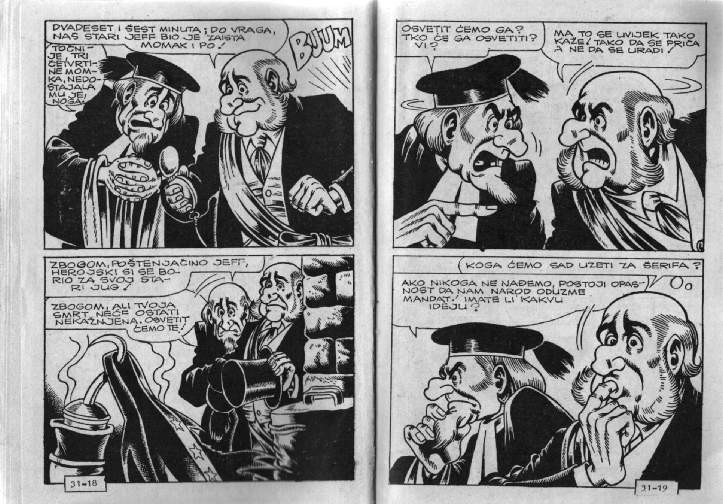 DVADESET I ŠEST MINUTA; DO VRAGA,
NAŠ STARI JEFF BIO JE ZAISTA
MOMAK I PO!
TOČNI-
JE, TRI
ČETVRTI-
NE MOM-
KA, NEDO-
STAJALA
MU JE
NOGA!
BUUM
ZBOGOM, POŠTENJAČINO JEFF,
HEROJSKI SI SE BO-
RIO ZA SVOJ STA-
RI JUG!
ZBOGOM, ALI TVOJA
SMRT NEĆE OSTATI
NEKAŽNJENA. OSVETIT
ĆEMO TE!
31-18
OSVETIT ĆEMO GA?
TKO ĆE GA OSVETITI?
VI?
MA TO SE UVIJEK TAKO
KAŽE! TAKO DA SE PRIČA
A NE DA SE URADI!
KOGA ĆEMO SAD UZETI ZA ŠERIFA?
AKO NIKOGA NE NAĐEMO, POSTOJI OPAS-
NOST DA NAM NAROD ODUZME
MANDAT! IMATE LI KAKVU
IDEJU?
31-19